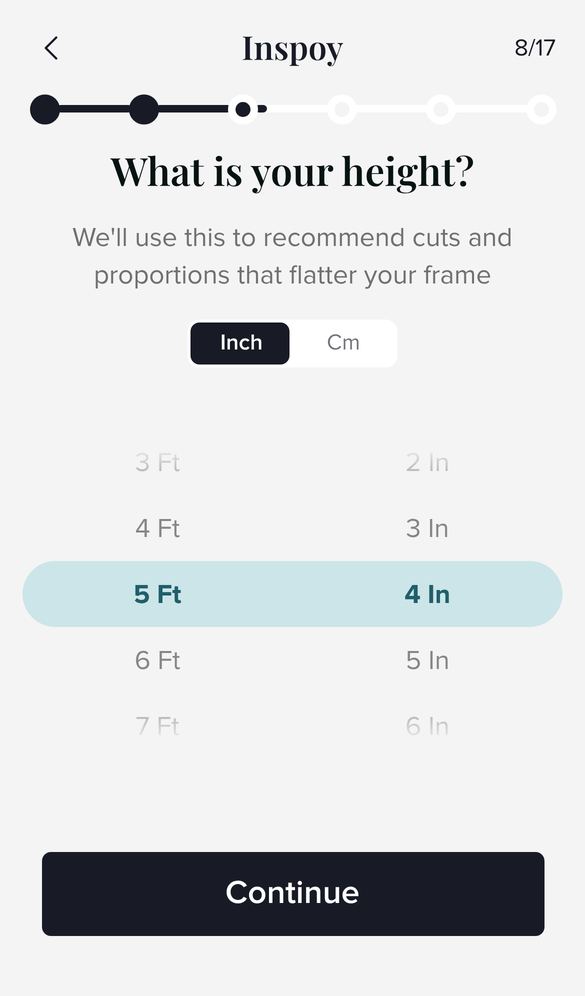 Inspoy
8/17
What is your height?
We'll use this to recommend cuts and
proportions that flatter your frame
Inch Cm
3 Ft 2 In
4 Ft 3 In
5 Ft 4 In
6 Ft 5 In
7 Ft 6 In
Continue